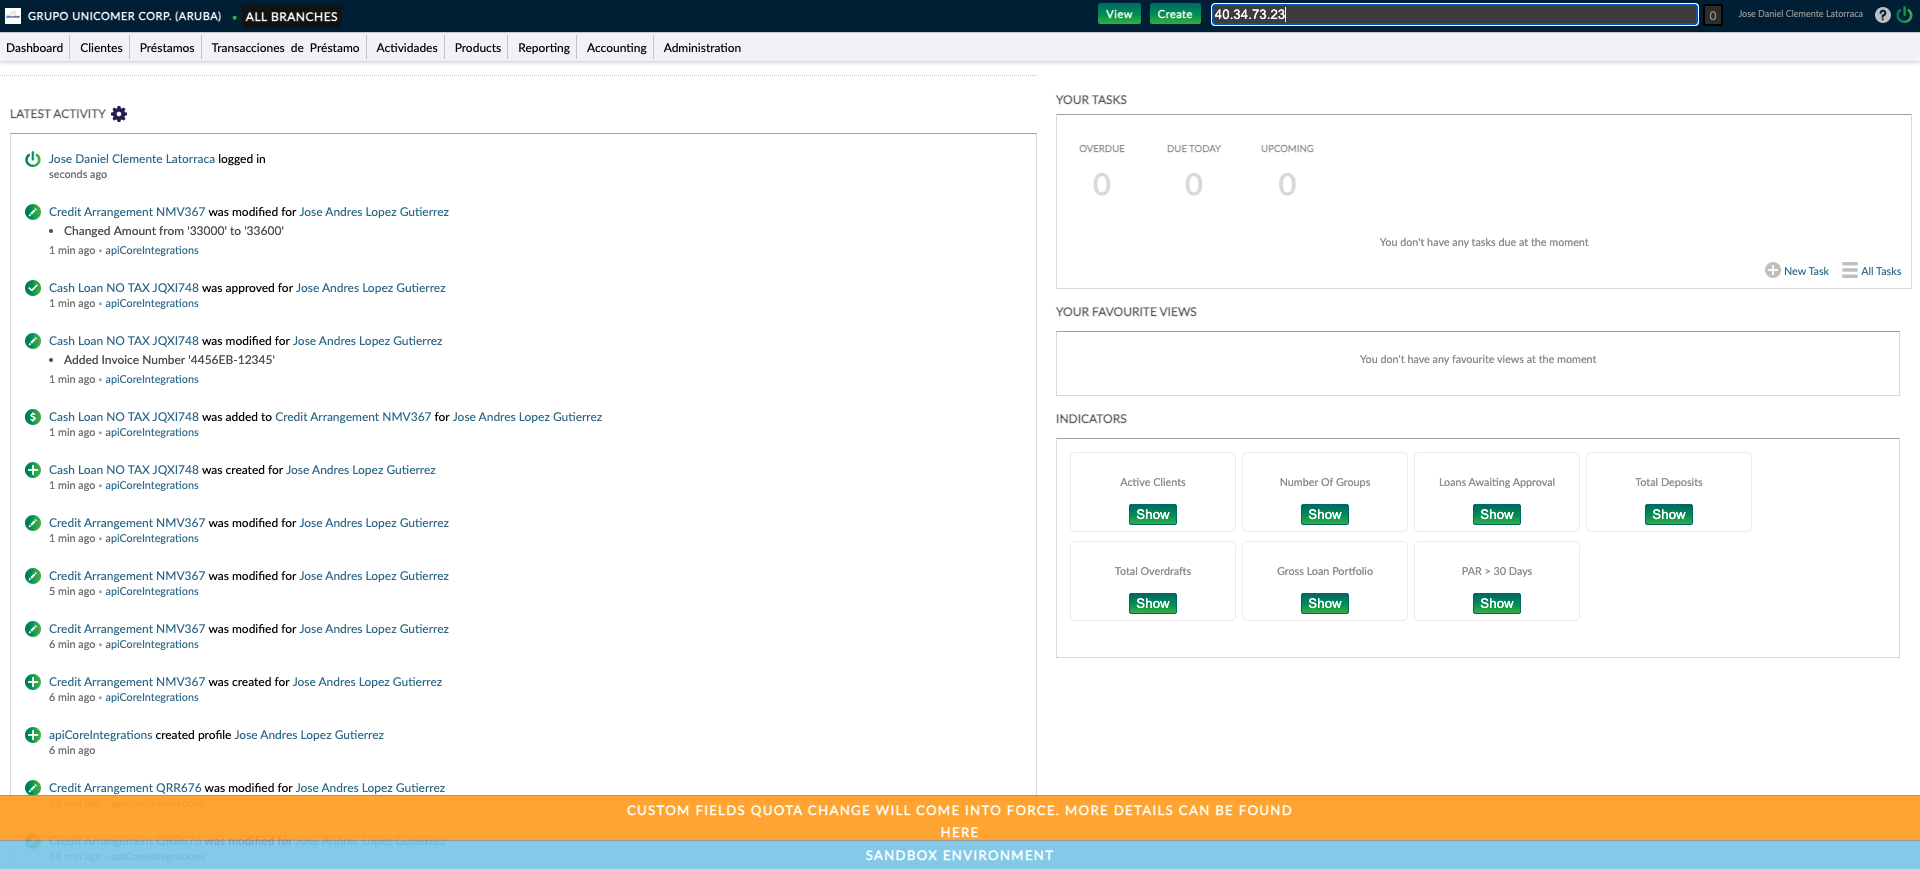 GRUPO UNICOMER CORP. (ARUBA) • ALL BRANCHES
View Create 40.34.73.23 0 Jose Daniel Clemente Latorraca ?
Dashboard Clientes Préstamos Transacciones de Préstamo Actividades Products Reporting Accounting Administration
LATEST ACTIVITY
Jose Daniel Clemente Latorraca logged in
seconds ago
Credit Arrangement NMV367 was modified for Jose Andres Lopez Gutierrez
• Changed Amount from '33000' to '33600'
1 min ago • apiCoreIntegrations
Cash Loan NO TAX JQXI748 was approved for Jose Andres Lopez Gutierrez
1 min ago • apiCoreIntegrations
Cash Loan NO TAX JQXI748 was modified for Jose Andres Lopez Gutierrez
• Added Invoice Number '4456EB-12345'
1 min ago • apiCoreIntegrations
Cash Loan NO TAX JQXI748 was added to Credit Arrangement NMV367 for Jose Andres Lopez Gutierrez
1 min ago • apiCoreIntegrations
Cash Loan NO TAX JQXI748 was created for Jose Andres Lopez Gutierrez
1 min ago • apiCoreIntegrations
Credit Arrangement NMV367 was modified for Jose Andres Lopez Gutierrez
1 min ago • apiCoreIntegrations
Credit Arrangement NMV367 was modified for Jose Andres Lopez Gutierrez
5 min ago • apiCoreIntegrations
Credit Arrangement NMV367 was modified for Jose Andres Lopez Gutierrez
6 min ago • apiCoreIntegrations
Credit Arrangement NMV367 was created for Jose Andres Lopez Gutierrez
6 min ago • apiCoreIntegrations
apiCoreIntegrations created profile Jose Andres Lopez Gutierrez
6 min ago
Credit Arrangement QRR676 was modified for Jose Andres Lopez Gutierrez
13 min ago • apiCoreIntegrations
Credit Arrangement QRR676 was modified for Jose Andres Lopez Gutierrez
14 min ago • apiCoreIntegrations
YOUR TASKS
OVERDUE DUE TODAY UPCOMING
0 0 0
You don't have any tasks due at the moment
New Task All Tasks
YOUR FAVOURITE VIEWS
You don't have any favourite views at the moment
INDICATORS
Active Clients Number Of Groups Loans Awaiting Approval Total Deposits
Show Show Show Show
Total Overdrafts Gross Loan Portfolio PAR > 30 Days
Show Show Show
CUSTOM FIELDS QUOTA CHANGE WILL COME INTO FORCE. MORE DETAILS CAN BE FOUND
HERE
SANDBOX ENVIRONMENT